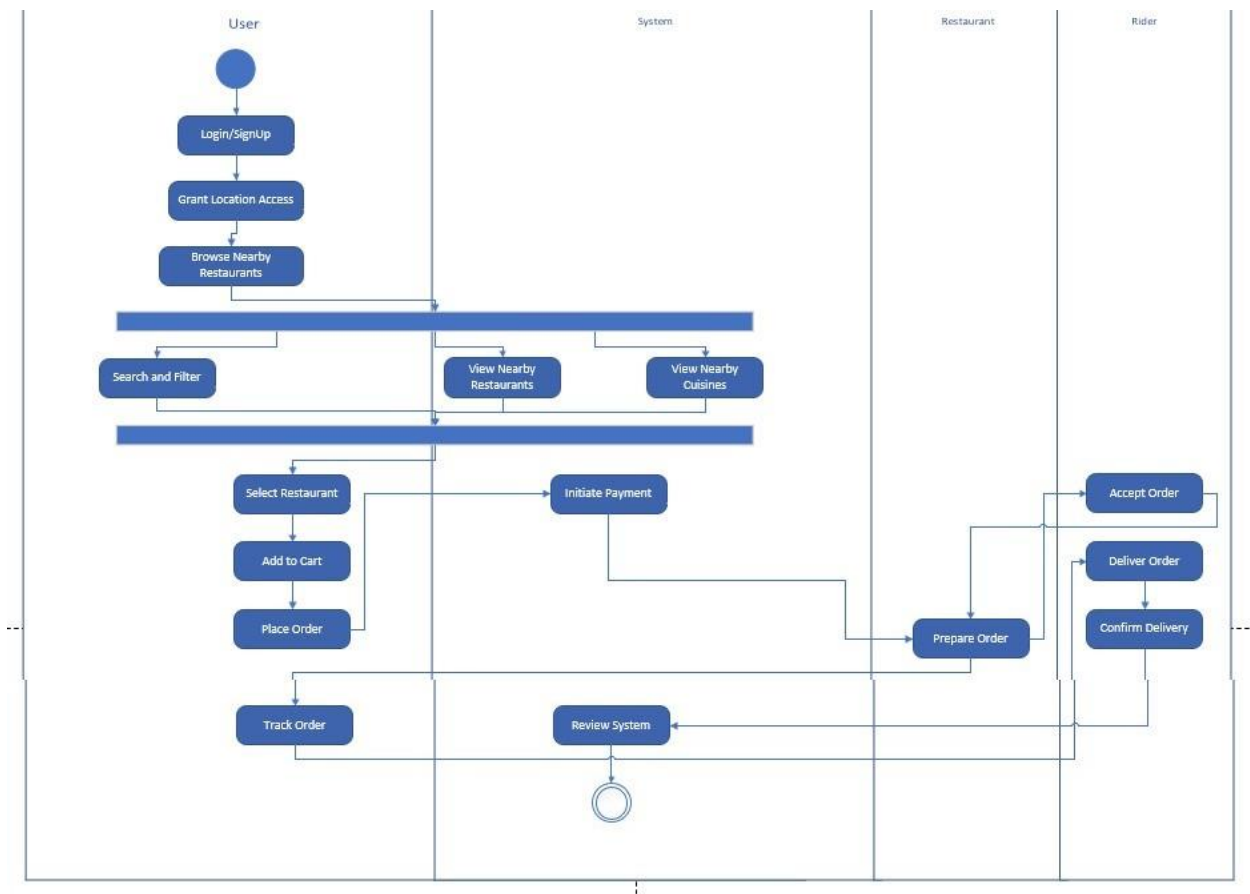 User
System
Restaurant
Rider
Login/SignUp
Grant Location Access
Browse Nearby
Restaurants
Search and Filter
View Nearby
Restaurants
View Nearby
Cuisines
Select Restaurant
Initiate Payment
Accept Order
Add to Cart
Deliver Order
Place Order
Prepare Order
Confirm Delivery
Track Order
Review System